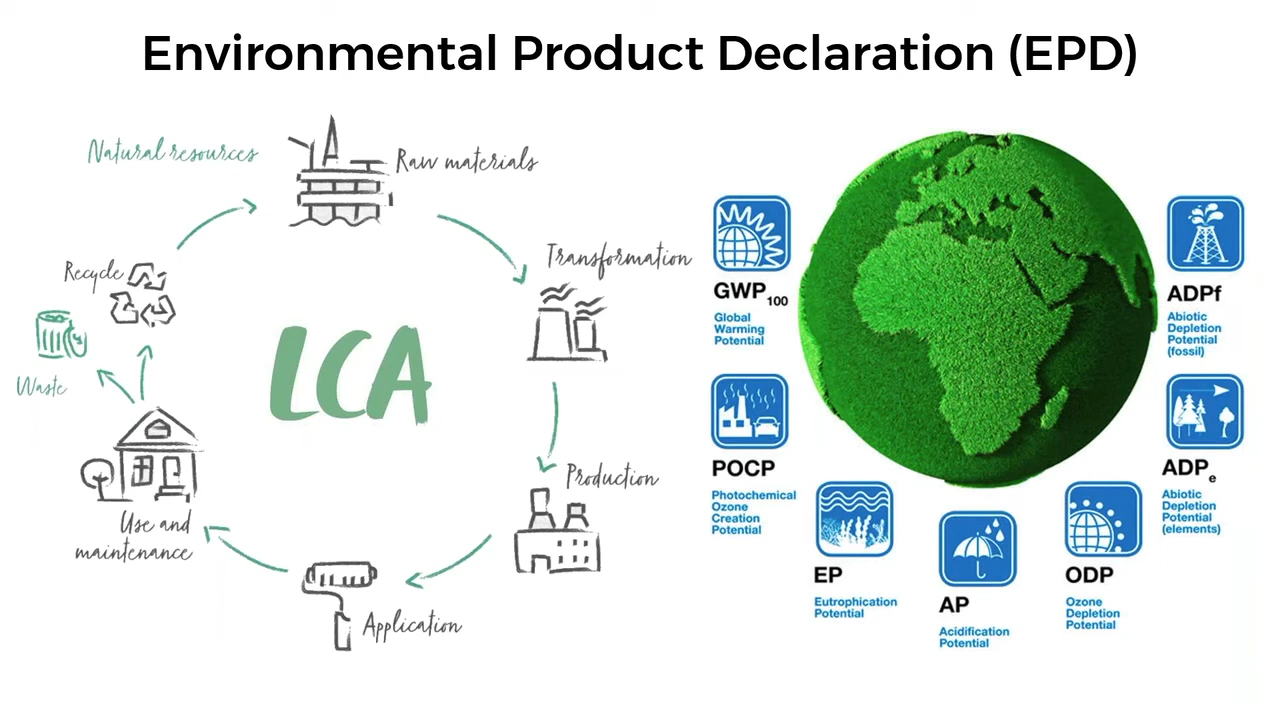 Environmental Product Declaration (EPD)
Natural resources
Raw materials
Transformation
Recycle
Waste
LCA
Production
Use and
maintenance
Application
GWP100
Global
Warming
Potential
ADPf
Abiotic
Depletion
Potential
(fossil)
POCP
Photochemical
Ozone
Creation
Potential
ADPe
Abiotic
Depletion
Potential
(elements)
EP
Eutrophication
Potential
AP
Acidification
Potential
ODP
Ozone
Depletion
Potential